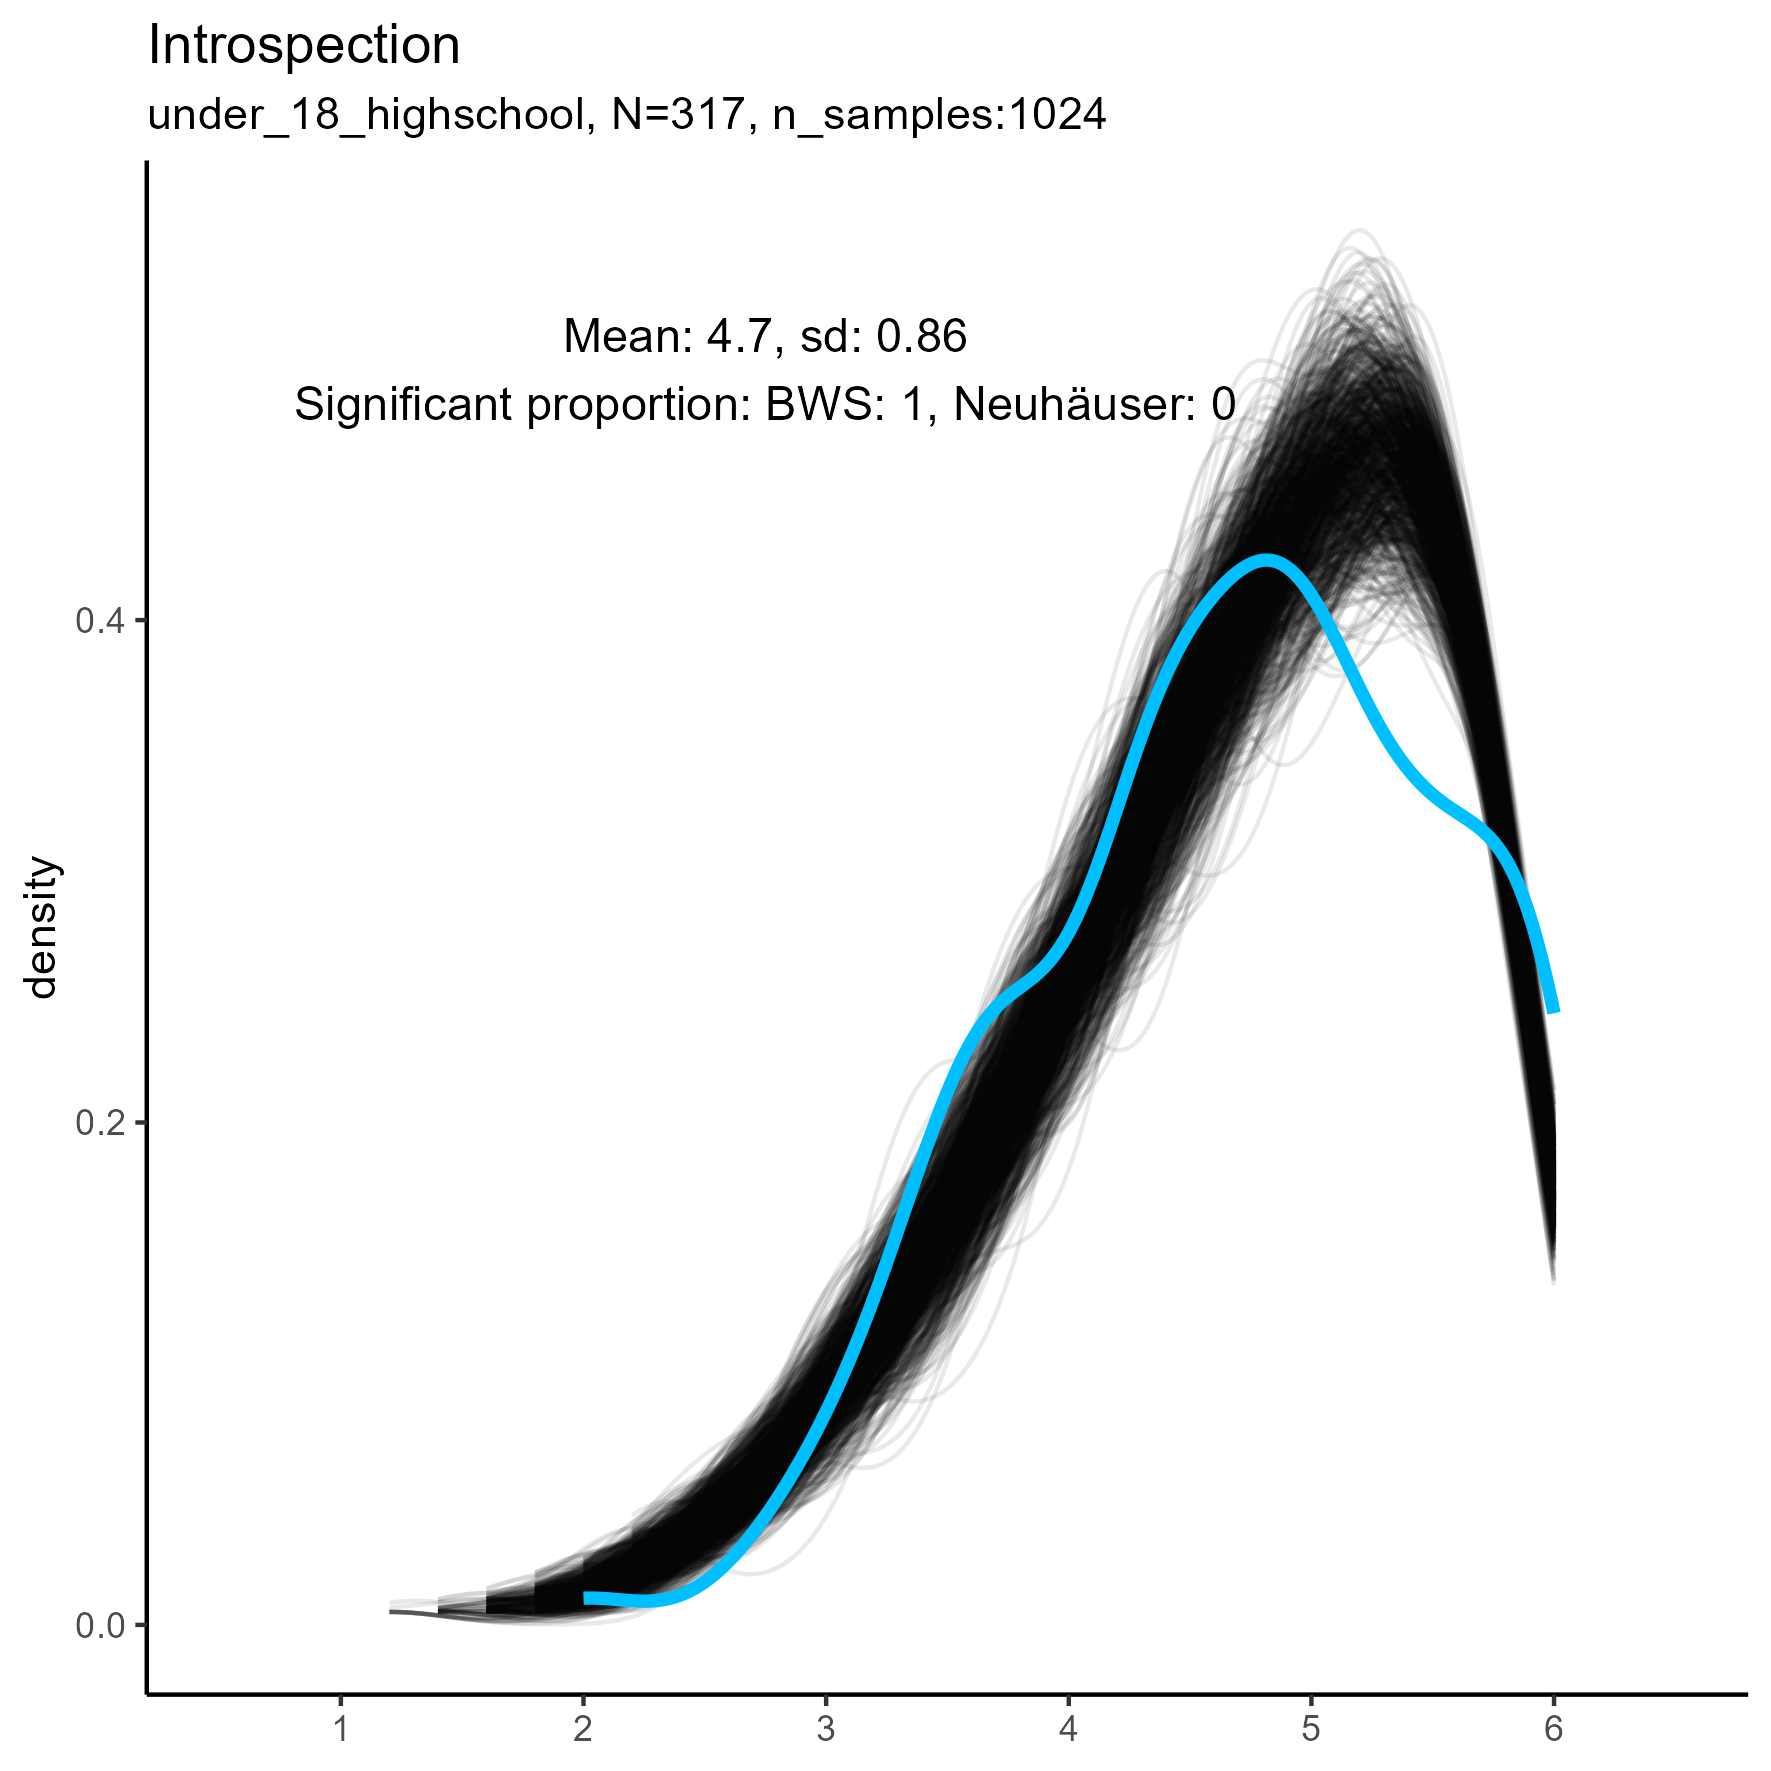 Introspection
under_18_highschool, N=317, n_samples:1024
Mean: 4.7, sd: 0.86
Significant proportion: BWS: 1, Neuhäuser: 0
density
0.4
0.2
0.0
1 2 3 4 5 6